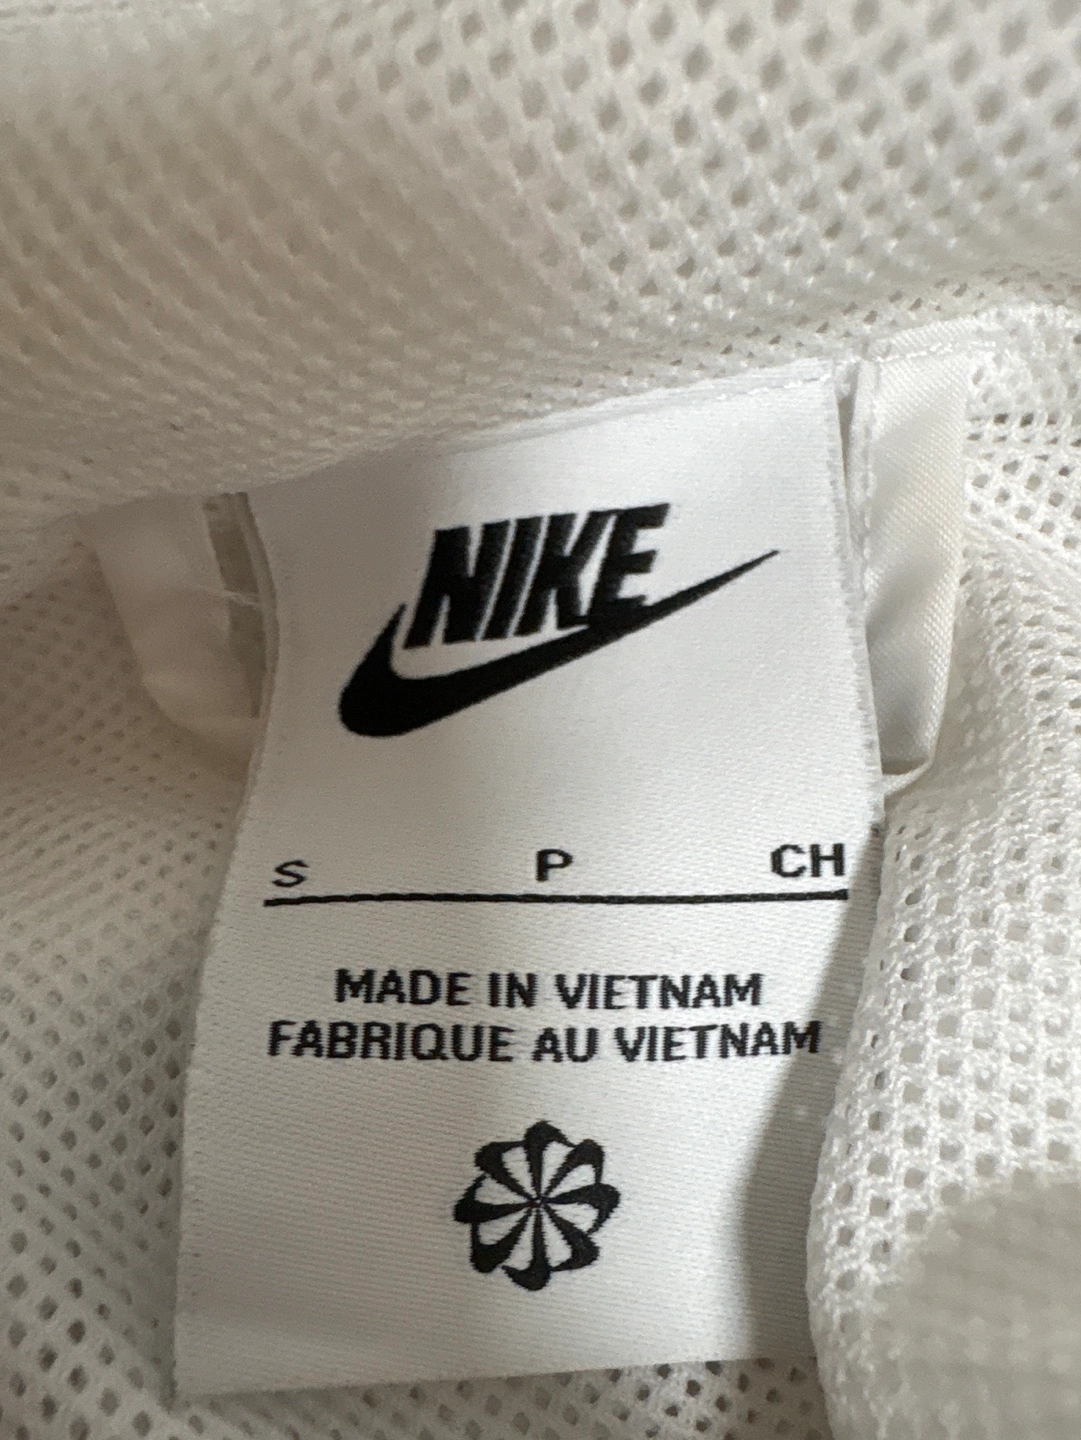 NIKE
S P CH
MADE IN VIETNAM
FABRIQUE AU VIETNAM